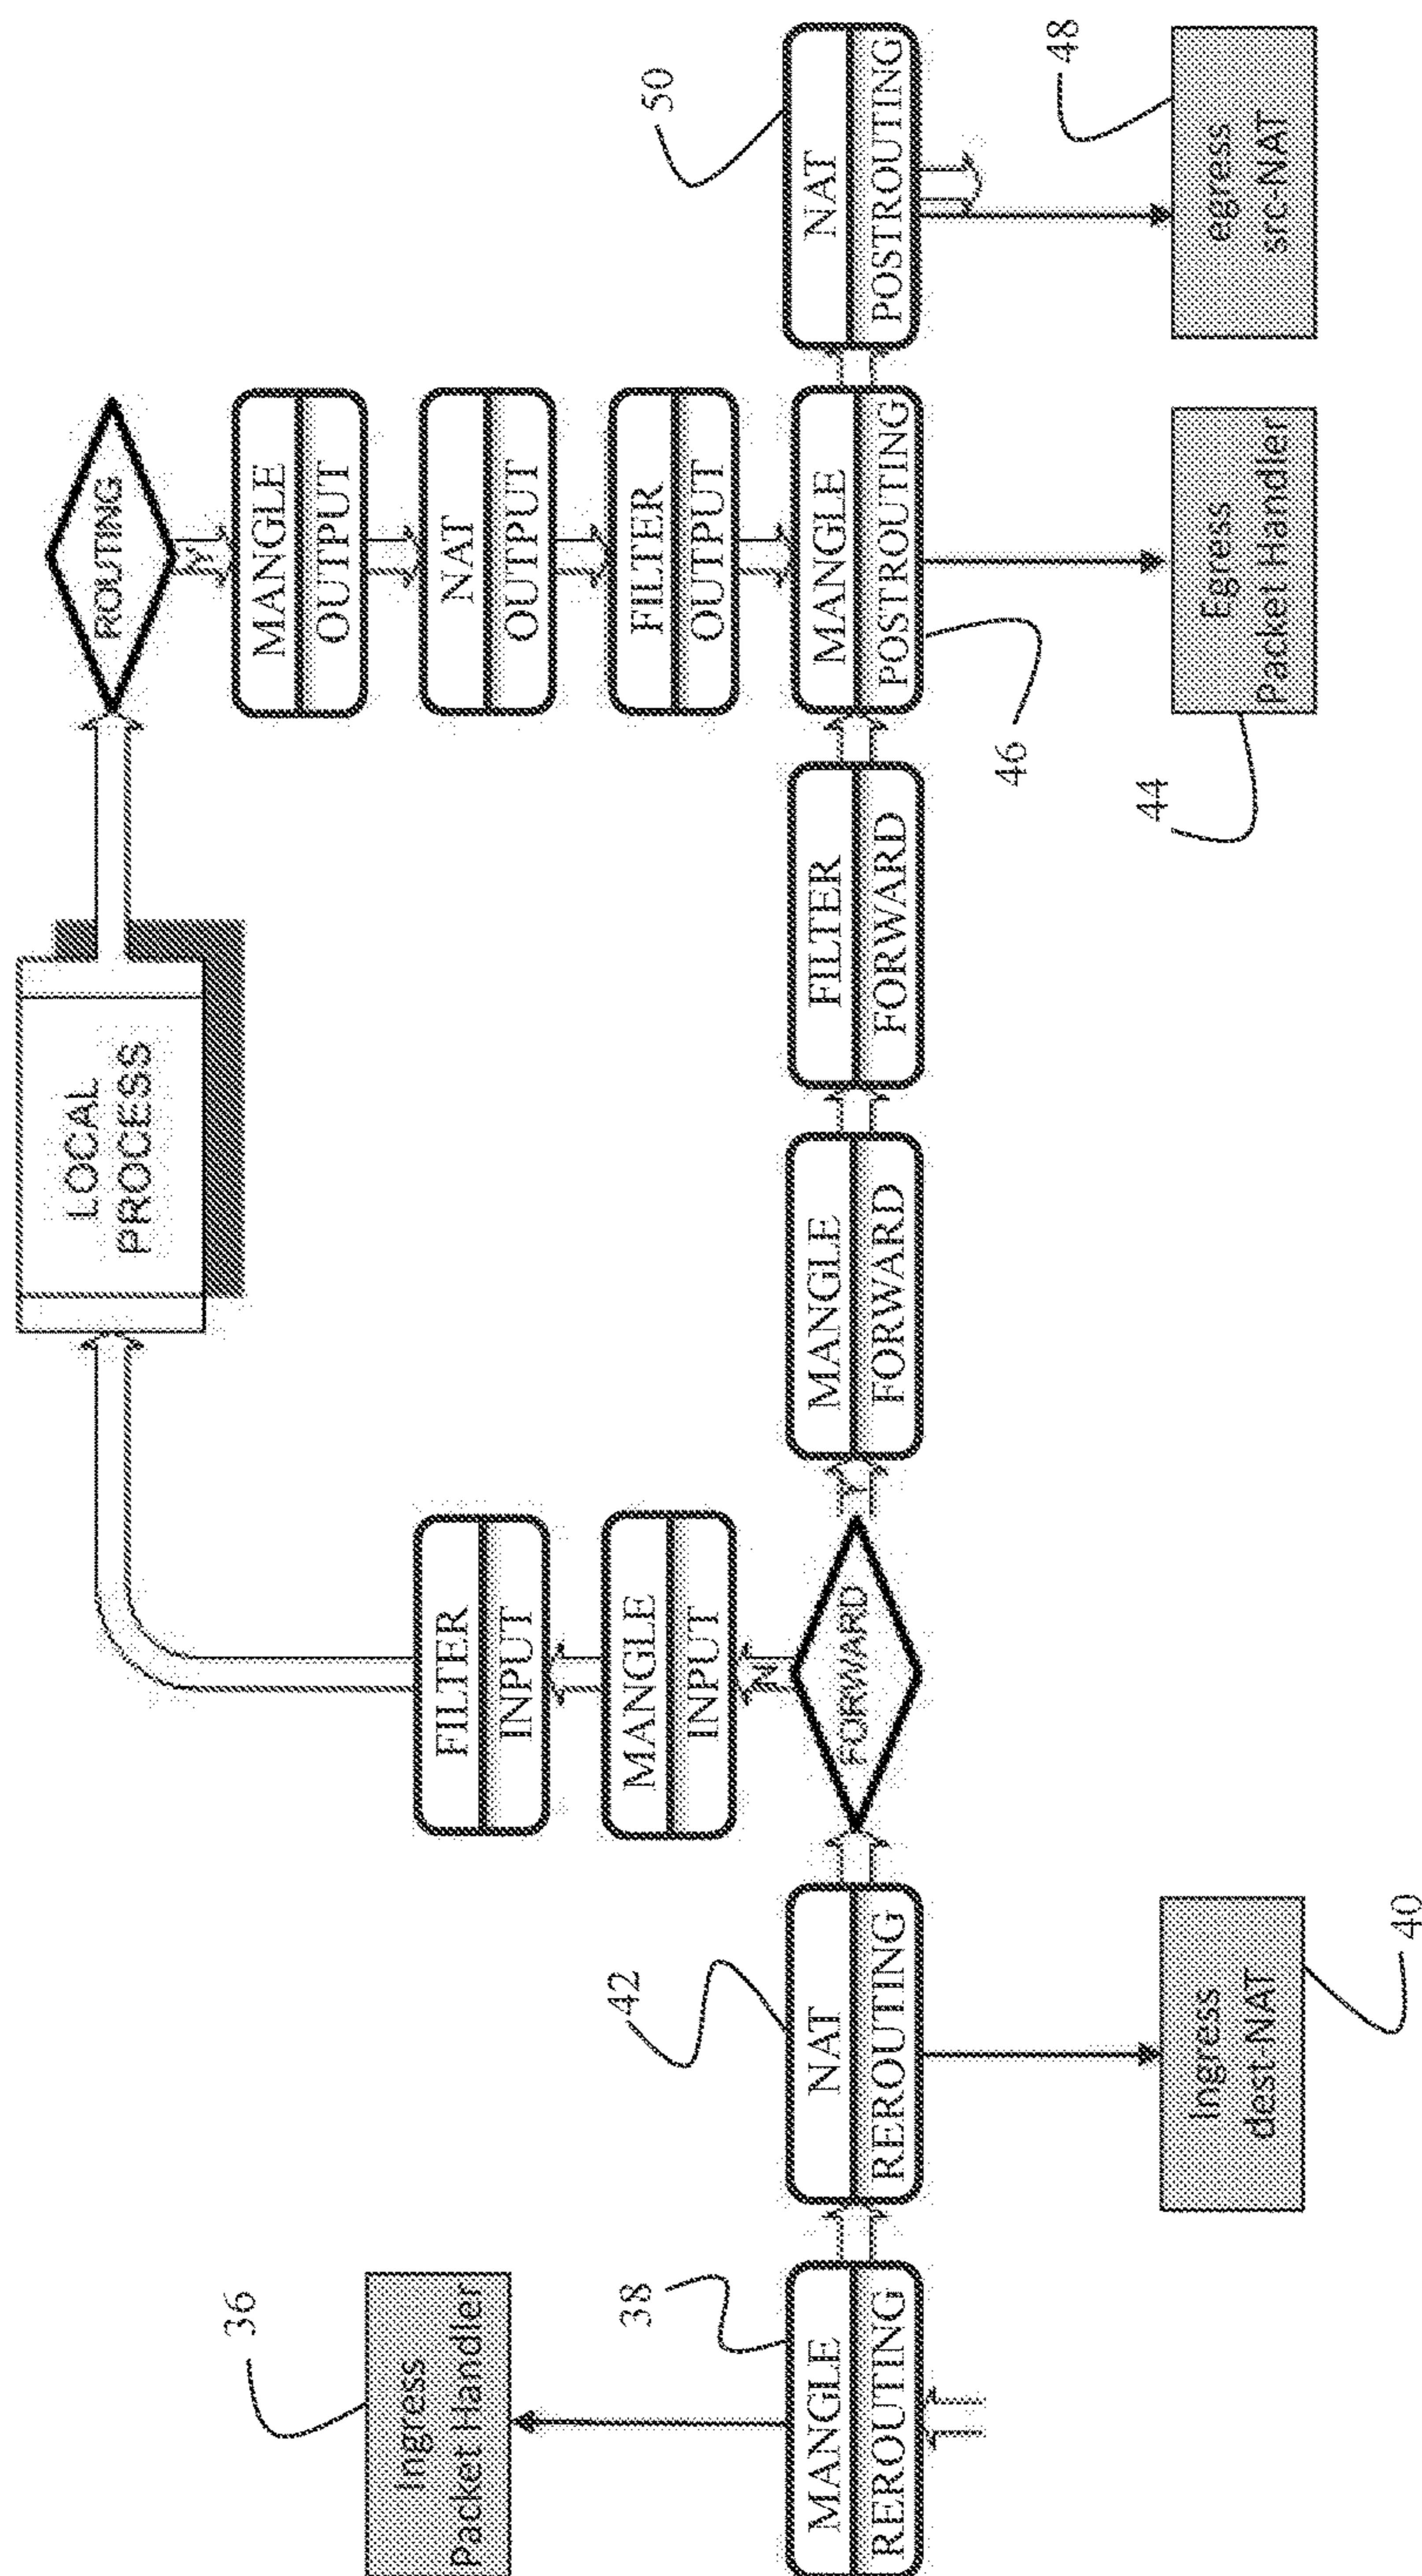 36
Ingress
Packet Handler
38
MANGLE
REROUTING
42
NAT
REROUTING
Ingress
dest-NAT
40
FORWARD
N
Y
MANGLE
INPUT
FILTER
INPUT
LOCAL
PROCESS
ROUTING
Y
MANGLE
OUTPUT
NAT
OUTPUT
FILTER
OUTPUT
MANGLE
FORWARD
FILTER
FORWARD
MANGLE
POSTROUTING
46
44
Egress
Packet Handler
50
NAT
POSTROUTING
48
egress
src-NAT